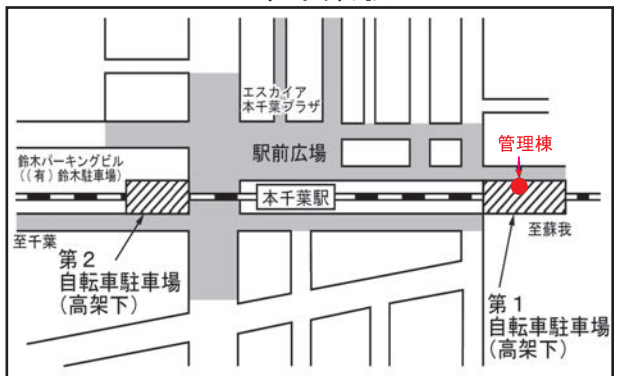 エスカイア
本千葉プラザ
駅前広場
管理棟
鈴木パーキングビル
((有)鈴木駐車場)
本千葉駅
至千葉
至蘇我
第2
自転車駐車場
(高架下)
第1
自転車駐車場
(高架下)